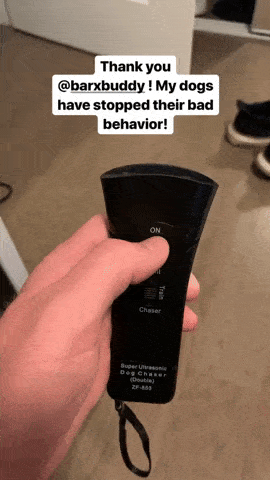 Thank you
@barxbuddy ! My dogs
have stopped their bad
behavior!
ON
Train
Chaser
Super Ultrasonic
Dog Chaser
(Double)
ZF-853